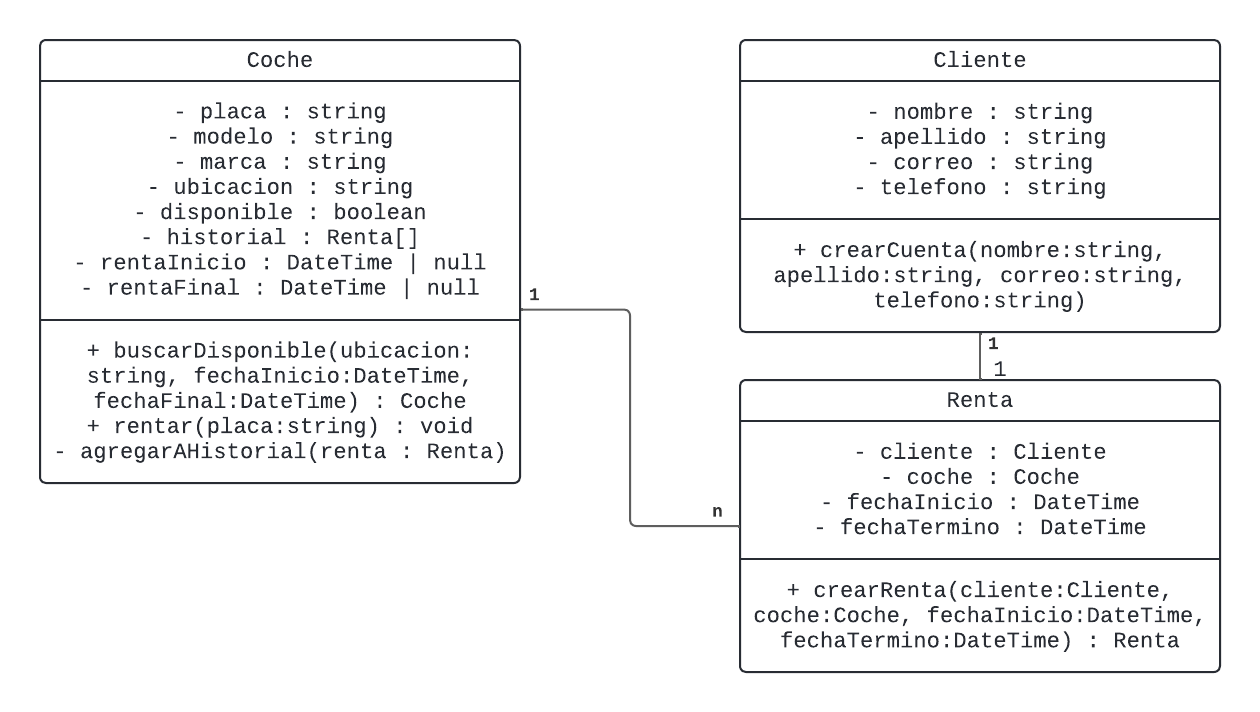 Coche
- placa : string
- modelo : string
- marca : string
- ubicacion : string
- disponible : boolean
- historial : Renta[]
- rentaInicio : DateTime | null
- rentaFinal : DateTime | null
+ buscarDisponible(ubicacion:
string, fechaInicio:DateTime,
fechaFinal:DateTime) : Coche
+ rentar(placa:string) : void
- agregarAHistorial(renta : Renta)
1
n
Cliente
- nombre : string
- apellido : string
- correo : string
- telefono : string
+ crearCuenta(nombre:string,
apellido:string, correo:string,
telefono:string)
1
1
Renta
- cliente : Cliente
- coche : Coche
- fechaInicio : DateTime
- fechaTermino : DateTime
+ crearRenta(cliente:Cliente,
coche:Coche, fechaInicio:DateTime,
fechaTermino:DateTime) : Renta